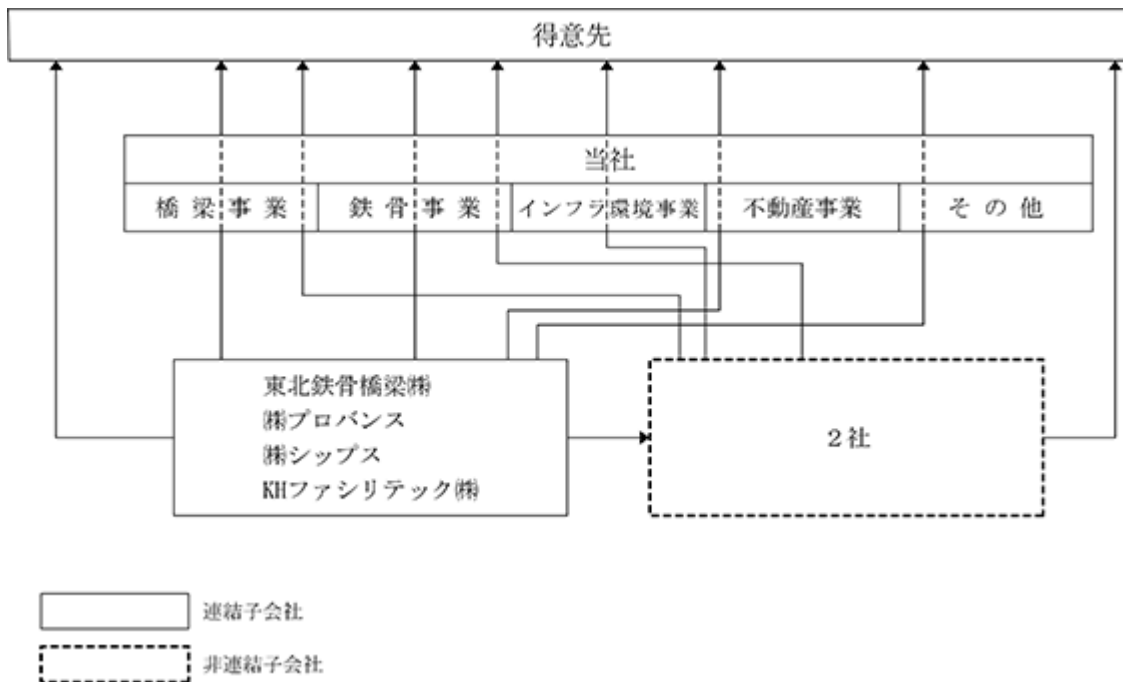 得意先
当社
橋梁事業 鉄骨事業 インフラ環境事業 不動産事業 その他
東北鉄骨橋梁㈱
㈱プロバンス
㈱シップス
KHファシリテック㈱
２社
連結子会社
非連結子会社